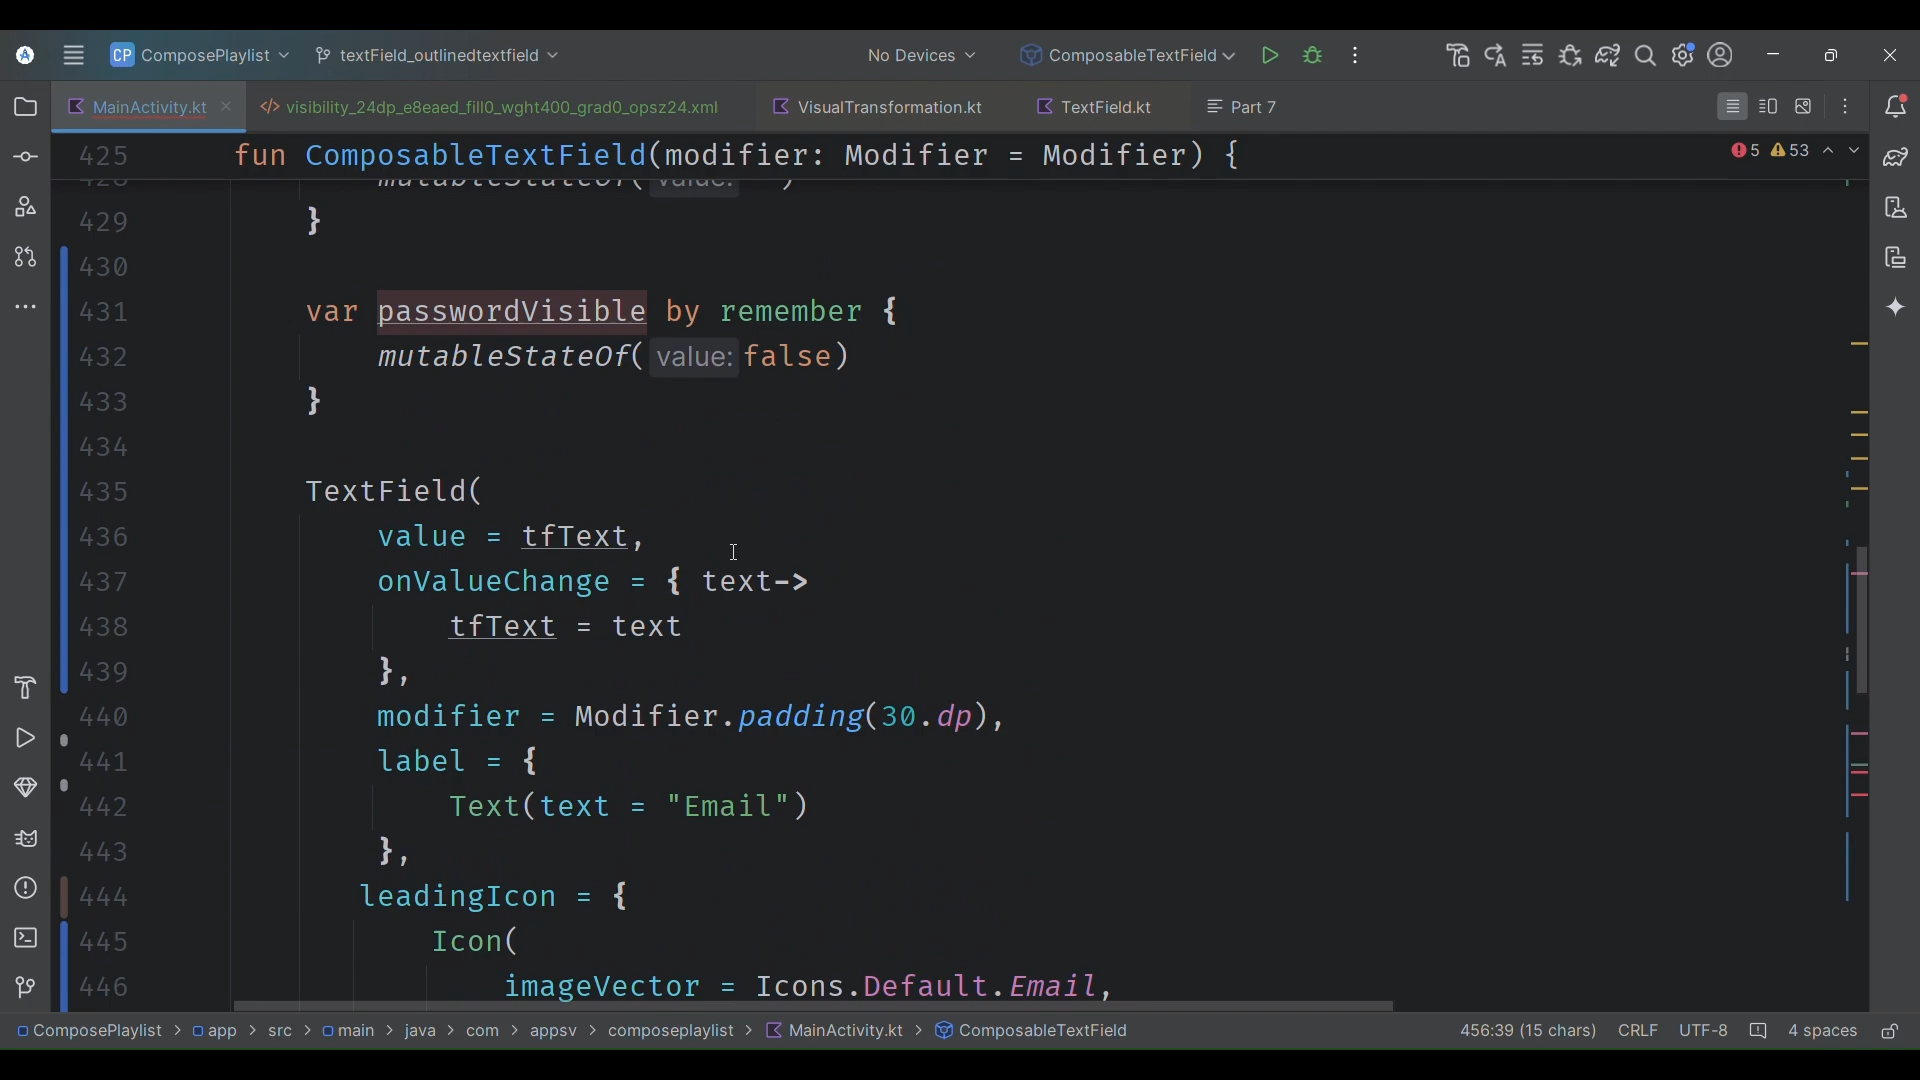 CP ComposePlaylist textField_outlinedtextfield No Devices ComposableTextField
MainActivity.kt visibility_24dp_e8eaed_fill0_wght400_grad0_opsz24.xml VisualTransformation.kt TextField.kt Part 7
425 fun ComposableTextField(modifier: Modifier = Modifier) { 5 53
429 }
430
431 var passwordVisible by remember {
432 mutableStateOf( value: false)
433 }
434
435 TextField(
436 value = tfText,
437 onValueChange = { text->
438 tfText = text
439 },
440 modifier = Modifier.padding(30.dp),
441 label = {
442 Text(text = "Email")
443 },
444 leadingIcon = {
445 Icon(
446 imageVector = Icons.Default.Email,
ComposePlaylist > app > src > main > java > com > appsv > composeplaylist > MainActivity.kt > ComposableTextField 456:39 (15 chars) CRLF UTF-8 4 spaces